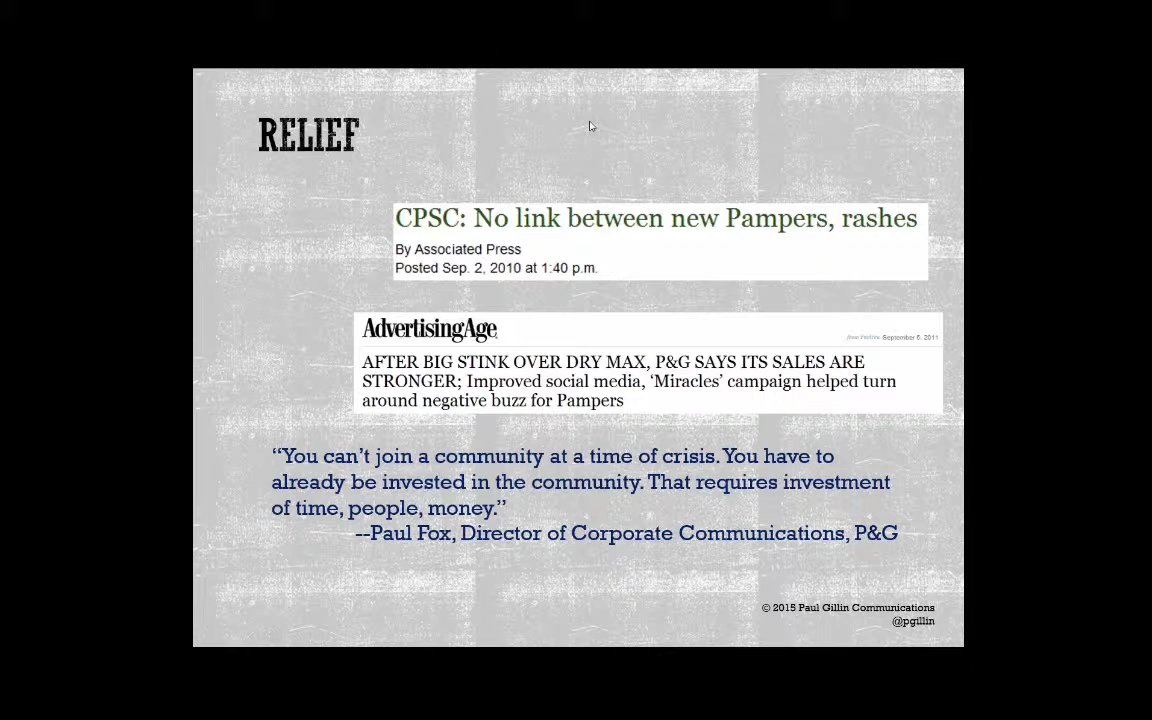 RELIEF
CPSC: No link between new Pampers, rashes
By Associated Press
Posted Sep. 2, 2010 at 1:40 p.m.
AdvertisingAge
September 5, 2011
AFTER BIG STINK OVER DRY MAX, P&G SAYS ITS SALES ARE
STRONGER; Improved social media, ‘Miracles’ campaign helped turn
around negative buzz for Pampers
“You can’t join a community at a time of crisis. You have to
already be invested in the community. That requires investment
of time, people, money.”
--Paul Fox, Director of Corporate Communications, P&G
© 2015 Paul Gillin Communications
@pgillin